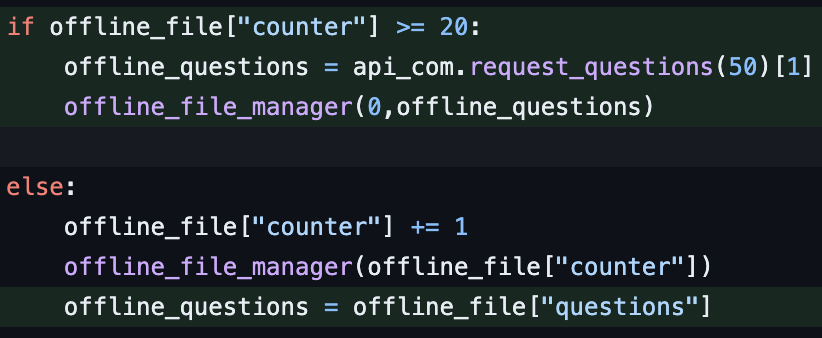 if offline_file["counter"] >= 20:
    offline_questions = api_com.request_questions(50)[1]
    offline_file_manager(0,offline_questions)
else:
    offline_file["counter"] += 1
    offline_file_manager(offline_file["counter"])
    offline_questions = offline_file["questions"]